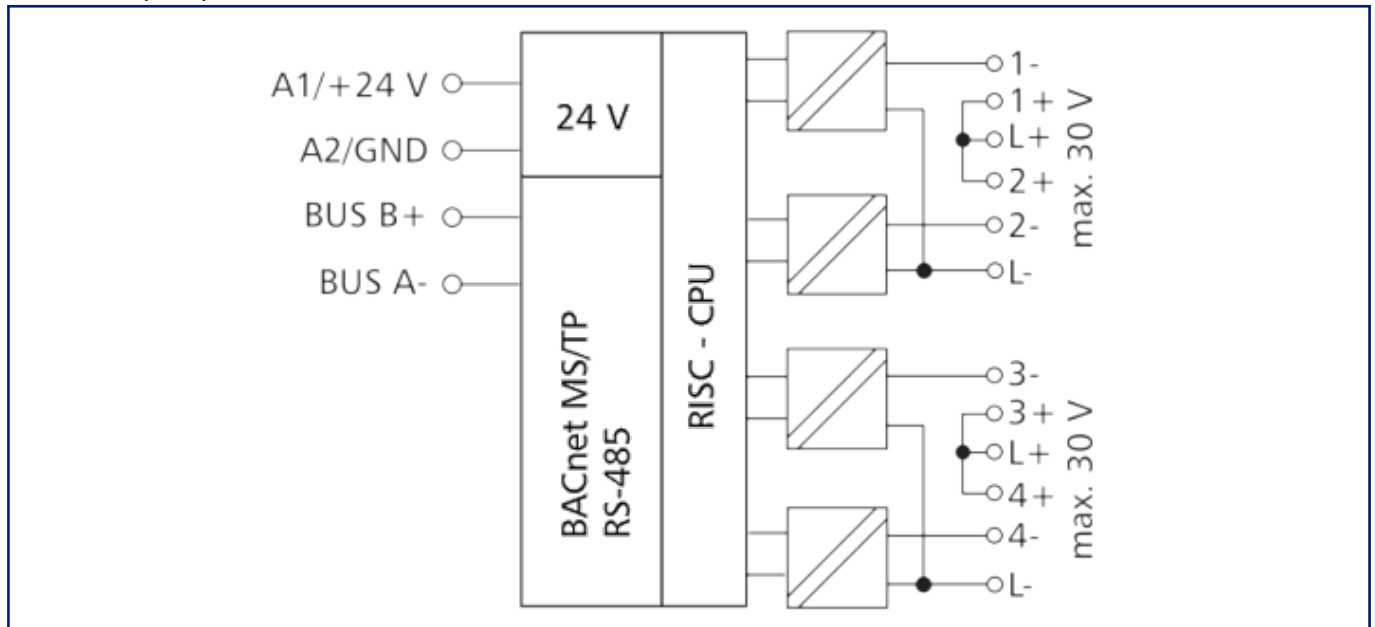 A1/+24 V
A2/GND
BUS B+
BUS A-
24 V
BACnet MS/TP
RS-485
RISC - CPU
1-
1+
L+
2+
2-
L-
max. 30 V
3-
3+
L+
4+
4-
L-
max. 30 V